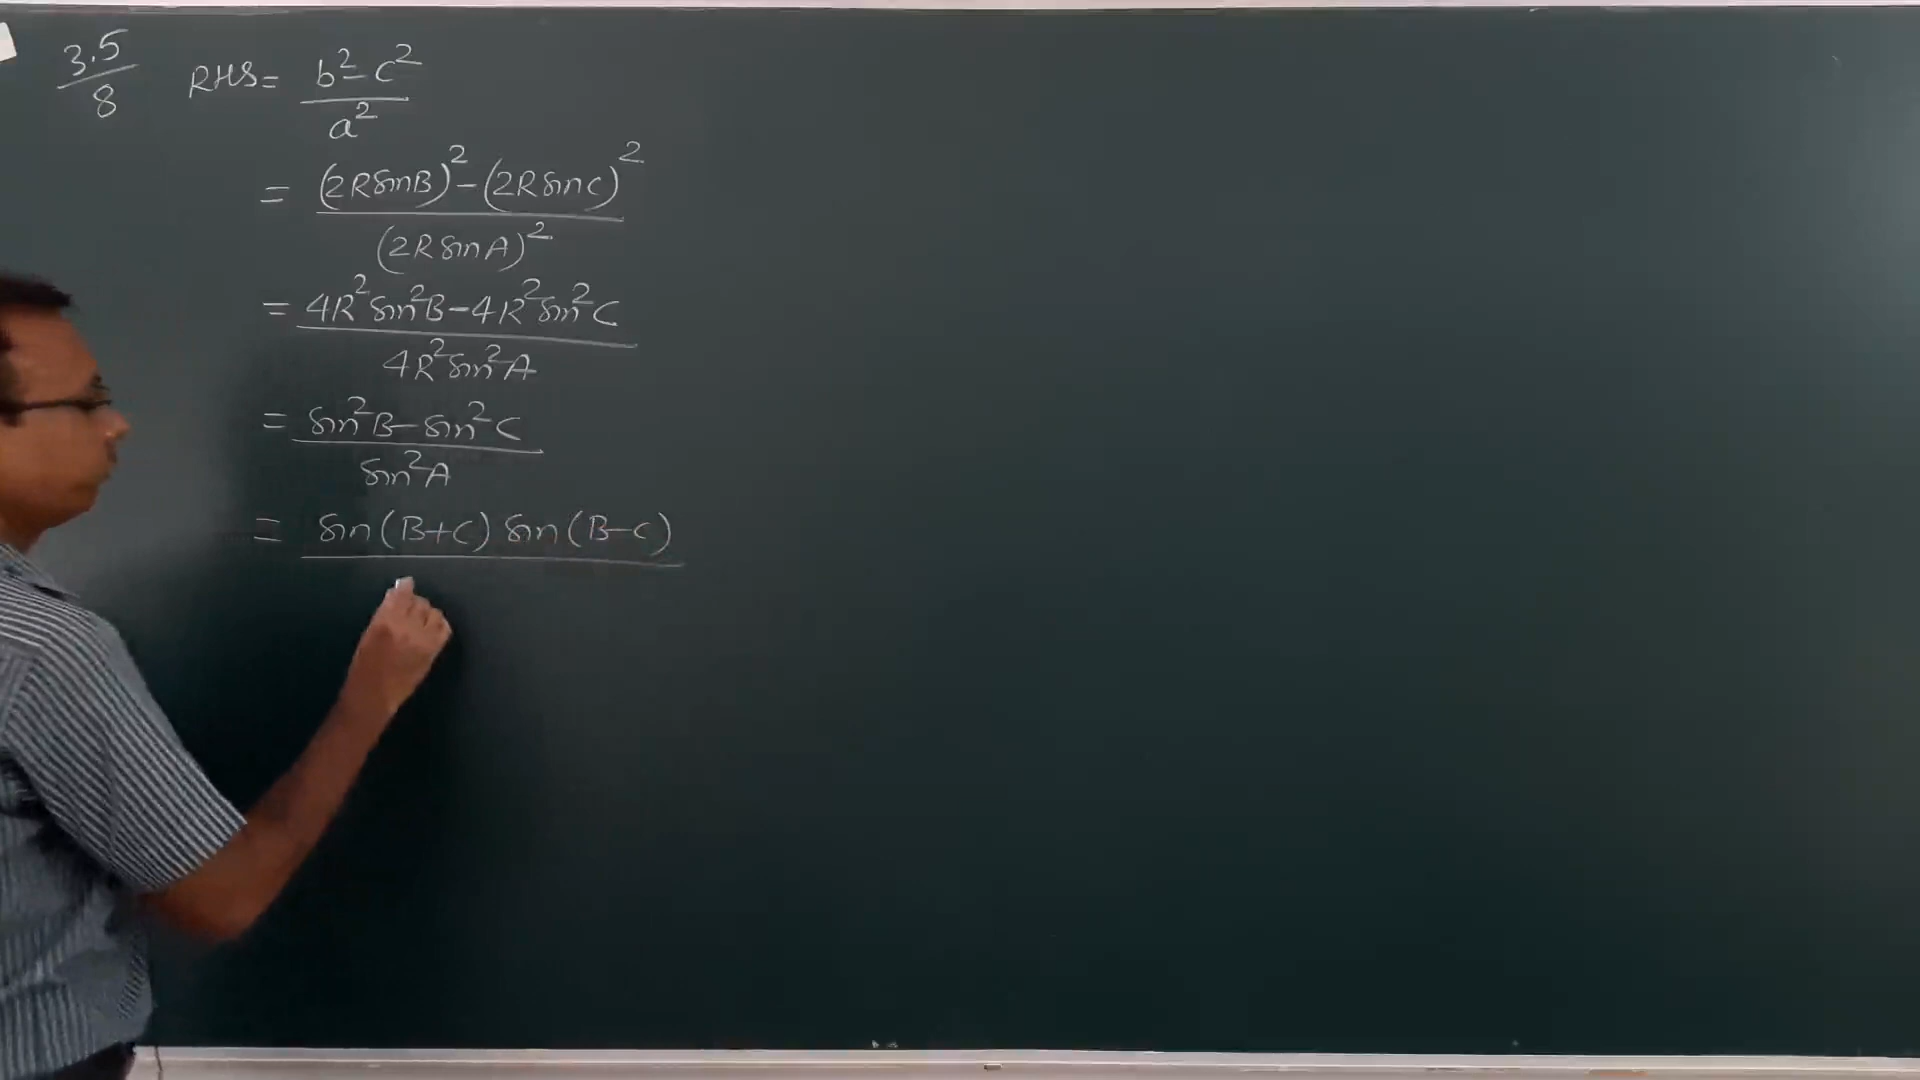 3.5/8 RHS = b²-c²
a²
= (2RsinB)² - (2RsinC)²
(2RsinA)²
= 4R²sin²B-4R²sin²C
4R²sin²A
= sin²B-sin²C
sin²A
= sin(B+C) sin(B-C)